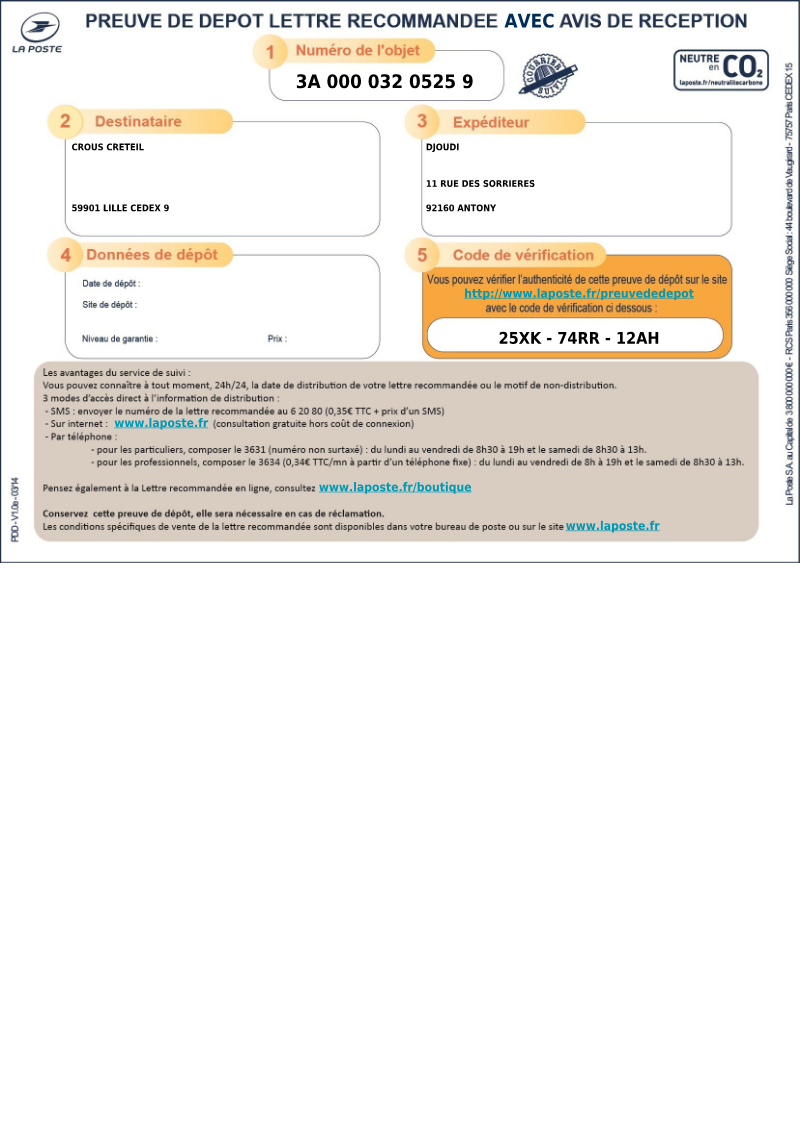 PREUVE DE DEPOT LETTRE RECOMMANDEE AVEC AVIS DE RECEPTION
LA POSTE
1 Numéro de l'objet
3A 000 032 0525 9
COURRIER SUIVI
NEUTRE en CO2
laposte.fr/neutralitecarbone
2 Destinataire
CROUS CRETEIL
59901 LILLE CEDEX 9
3 Expéditeur
DJOUDI
11 RUE DES SORRIERES
92160 ANTONY
4 Données de dépôt
Date de dépôt :
Site de dépôt :
Niveau de garantie : Prix :
5 Code de vérification
Vous pouvez vérifier l'authenticité de cette preuve de dépôt sur le site
http://www.laposte.fr/preuvededepot
avec le code de vérification ci dessous :
25XK - 74RR - 12AH
Les avantages du service de suivi :
Vous pouvez connaître à tout moment, 24h/24, la date de distribution de votre lettre recommandée ou le motif de non-distribution.
3 modes d'accès direct à l'information de distribution :
- SMS : envoyer le numéro de la lettre recommandée au 6 20 80 (0,35€ TTC + prix d'un SMS)
- Sur internet : www.laposte.fr (consultation gratuite hors coût de connexion)
- Par téléphone :
- pour les particuliers, composer le 3631 (numéro non surtaxé) : du lundi au vendredi de 8h30 à 19h et le samedi de 8h30 à 13h.
- pour les professionnels, composer le 3634 (0,34€ TTC/mn à partir d'un téléphone fixe) : du lundi au vendredi de 8h à 19h et le samedi de 8h30 à 13h.
Pensez également à la Lettre recommandée en ligne, consultez www.laposte.fr/boutique
Conservez cette preuve de dépôt, elle sera nécessaire en cas de réclamation.
Les conditions spécifiques de vente de la lettre recommandée sont disponibles dans votre bureau de poste ou sur le site www.laposte.fr
PDD - V1.0e - 03/14
La Poste S.A. au Capital de 3 800 000 000 € - RCS Paris 356 000 000 Siège Social : 44 boulevard de Vaugirard - 75757 Paris CEDEX 15